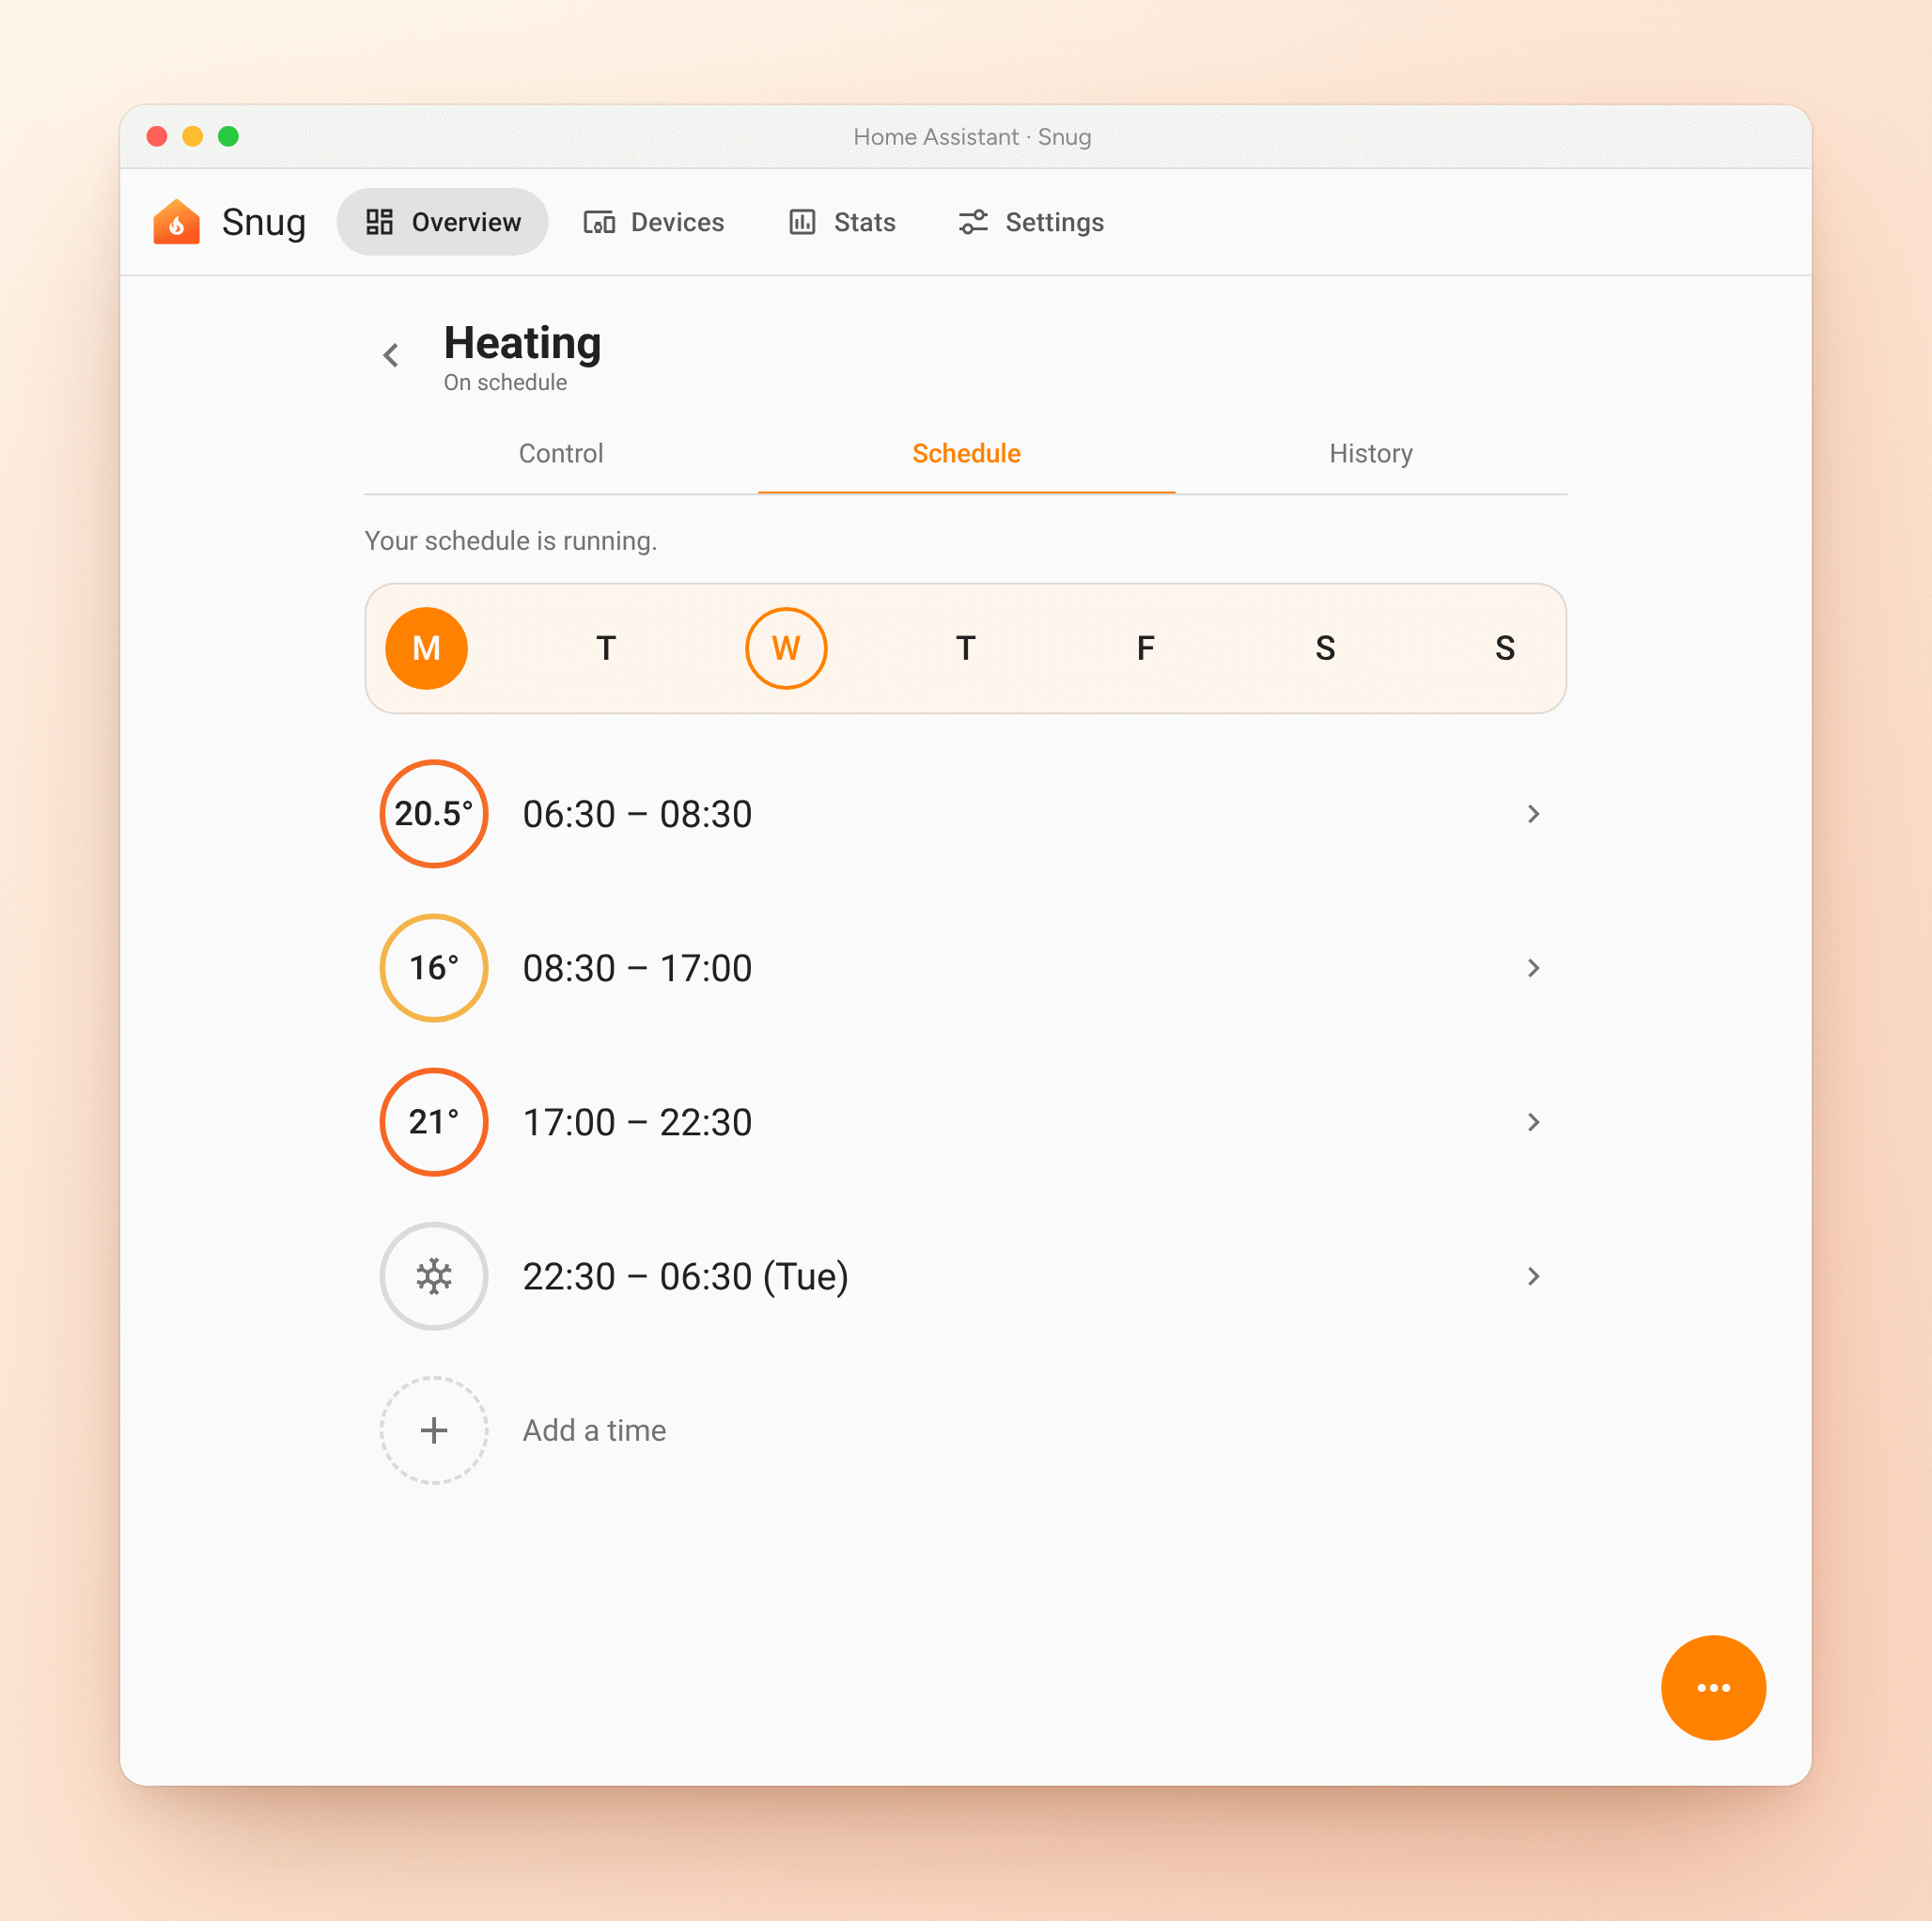 Home Assistant · Snug
Snug
Overview
Devices
Stats
Settings
Heating
On schedule
Control
Schedule
History
Your schedule is running.
M T W T F S S
20.5° 06:30 – 08:30
16° 08:30 – 17:00
21° 17:00 – 22:30
22:30 – 06:30 (Tue)
Add a time